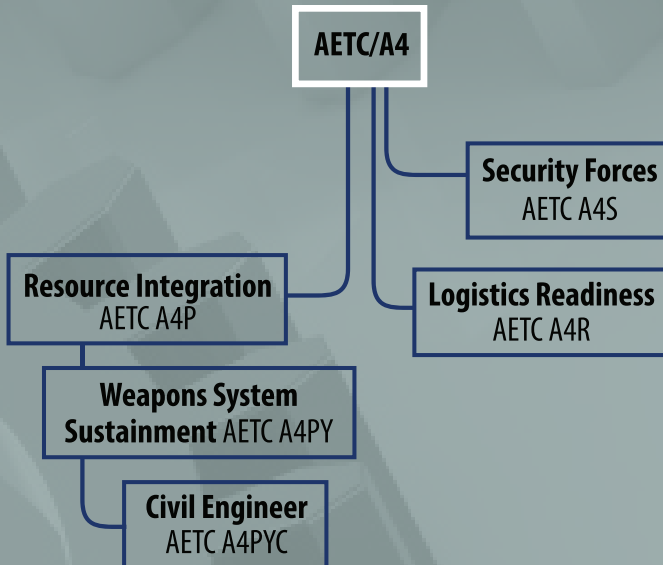 AETC/A4
Security Forces
AETC A4S
Resource Integration
AETC A4P
Logistics Readiness
AETC A4R
Weapons System
Sustainment AETC A4PY
Civil Engineer
AETC A4PYC